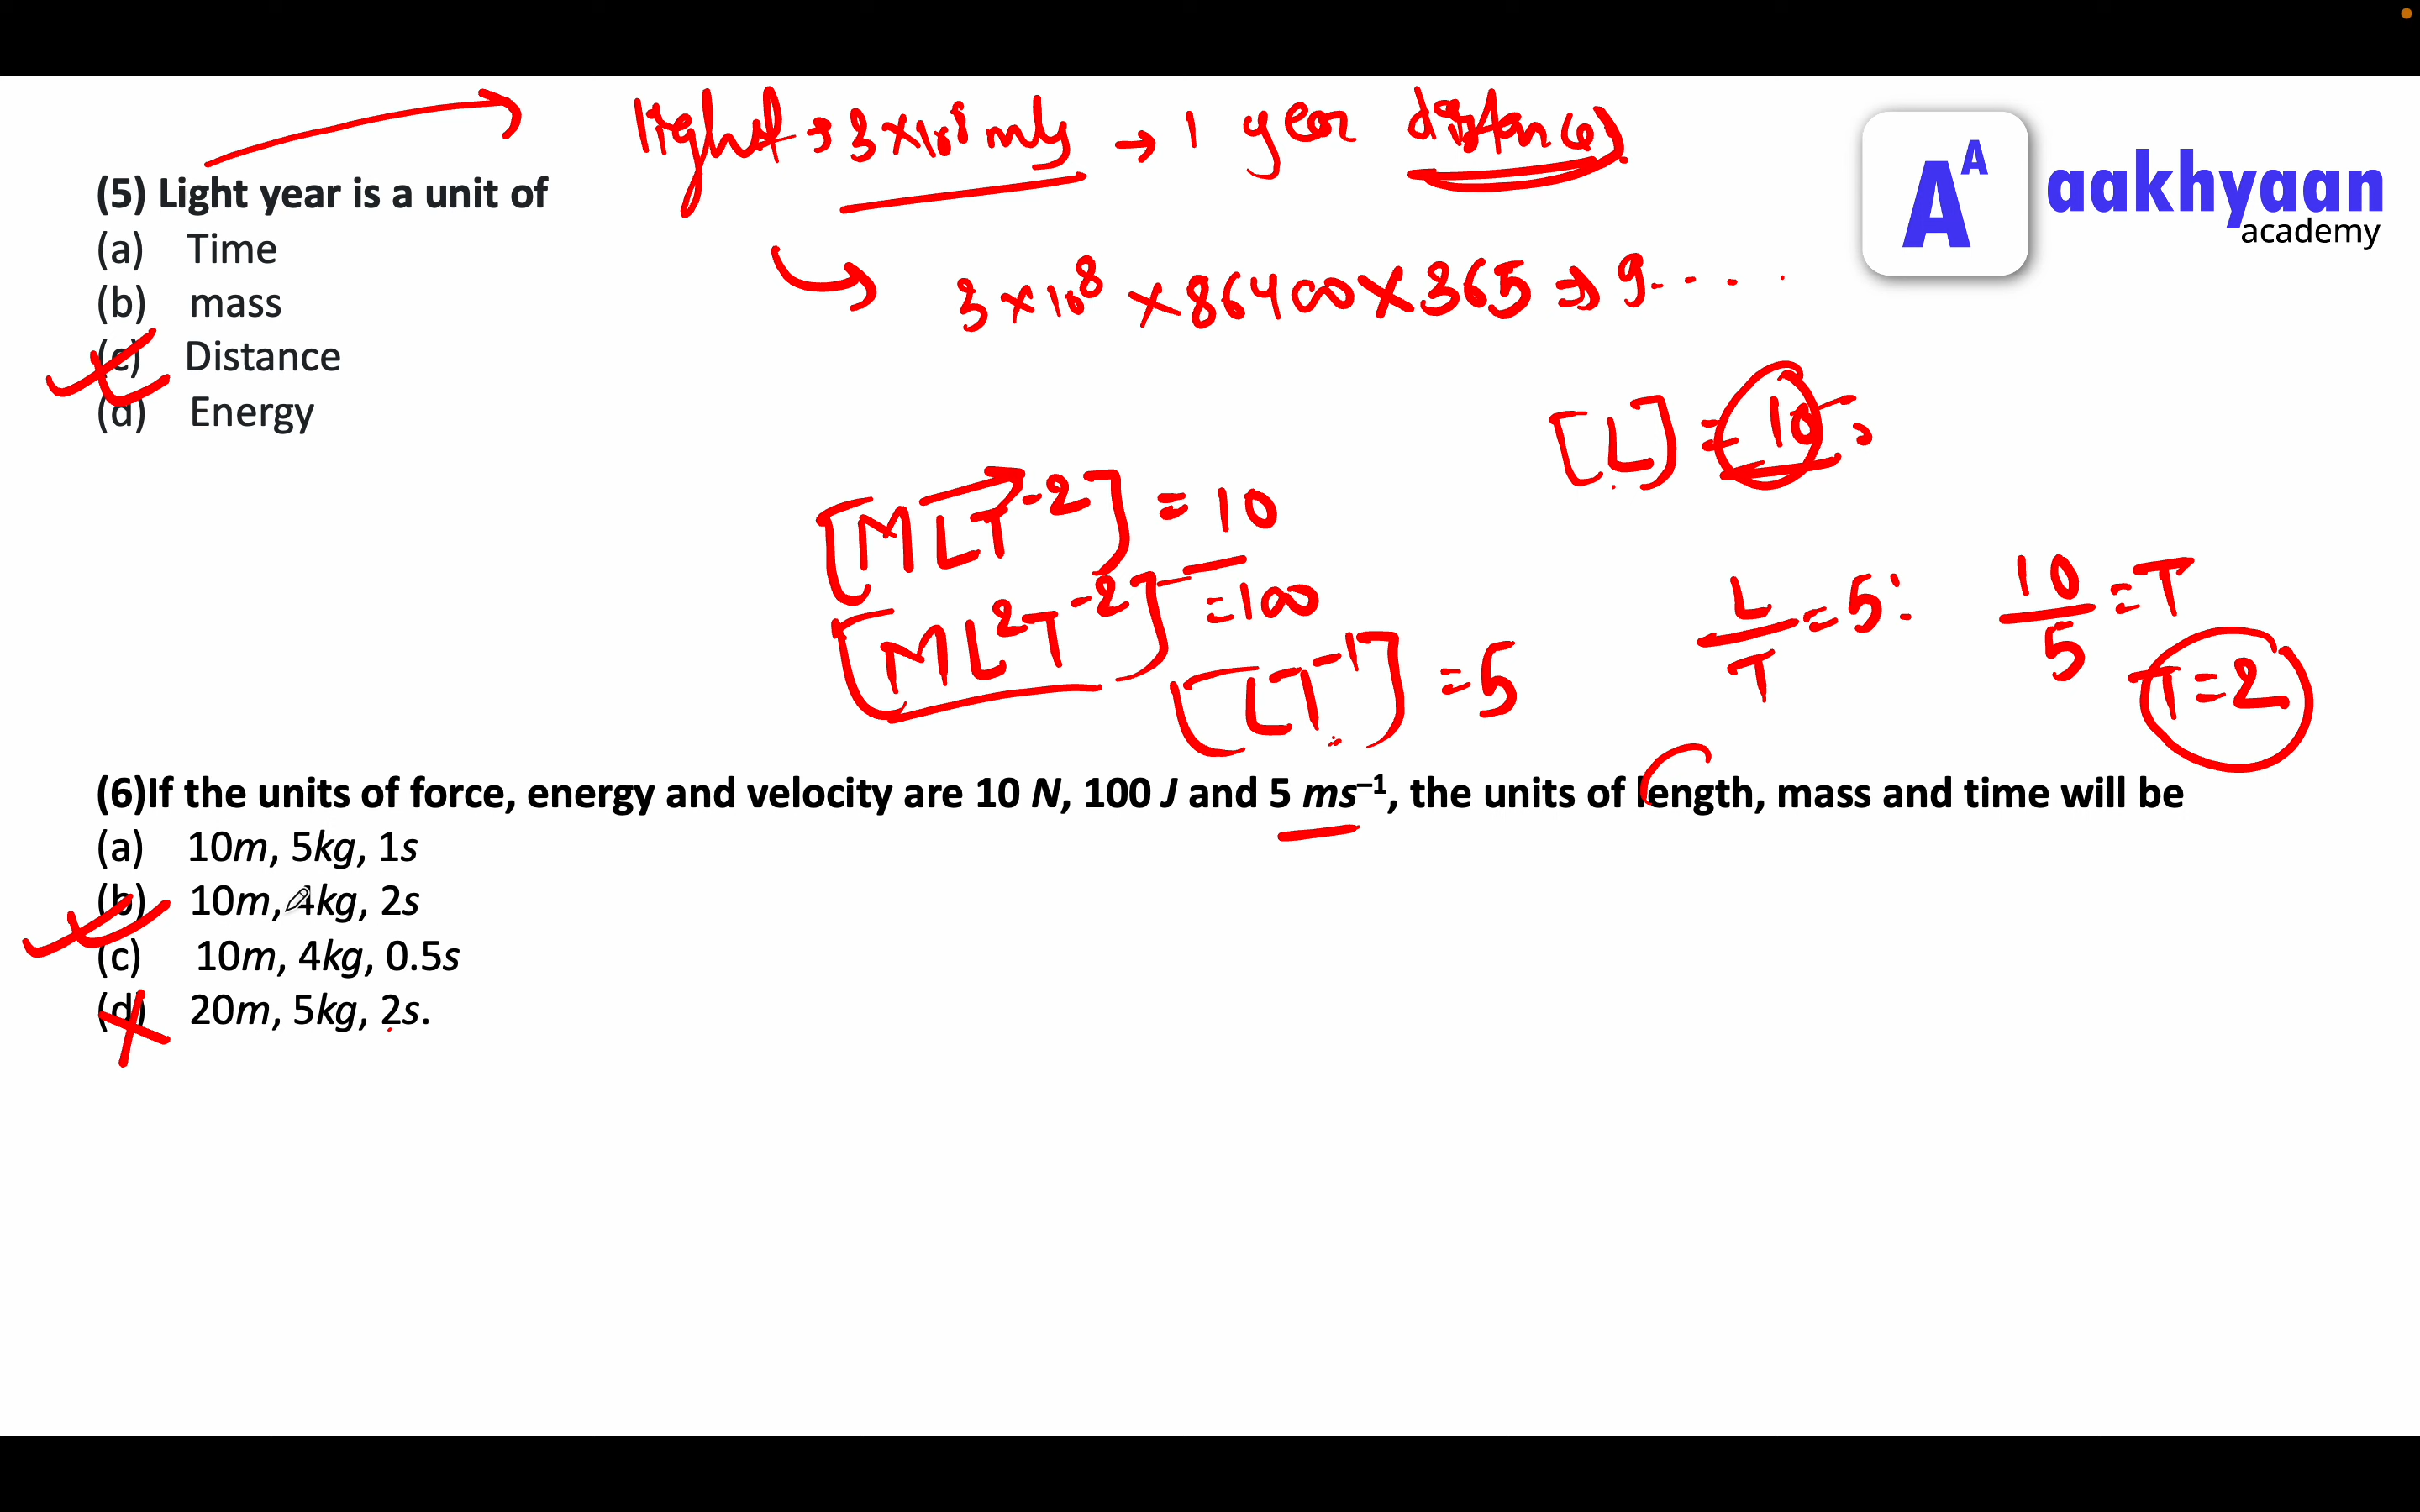 light → 3×10⁸ m/s → 1 year distance
(5) Light year is a unit of
(a) Time
(b) mass
(c) Distance
(d) Energy
3×10⁸ × 86400 × 365 ⇒ 9....
A^A aakhyaan
academy
[L] = 10
[MLT⁻²] = 10
[ML²T⁻²] = 100
[LT⁻¹] = 5
L/T = 5
10/5 = T
T = 2
(6)If the units of force, energy and velocity are 10 N, 100 J and 5 ms⁻¹, the units of length, mass and time will be
(a) 10m, 5kg, 1s
(b) 10m, 4kg, 2s
(c) 10m, 4kg, 0.5s
(d) 20m, 5kg, 2s.